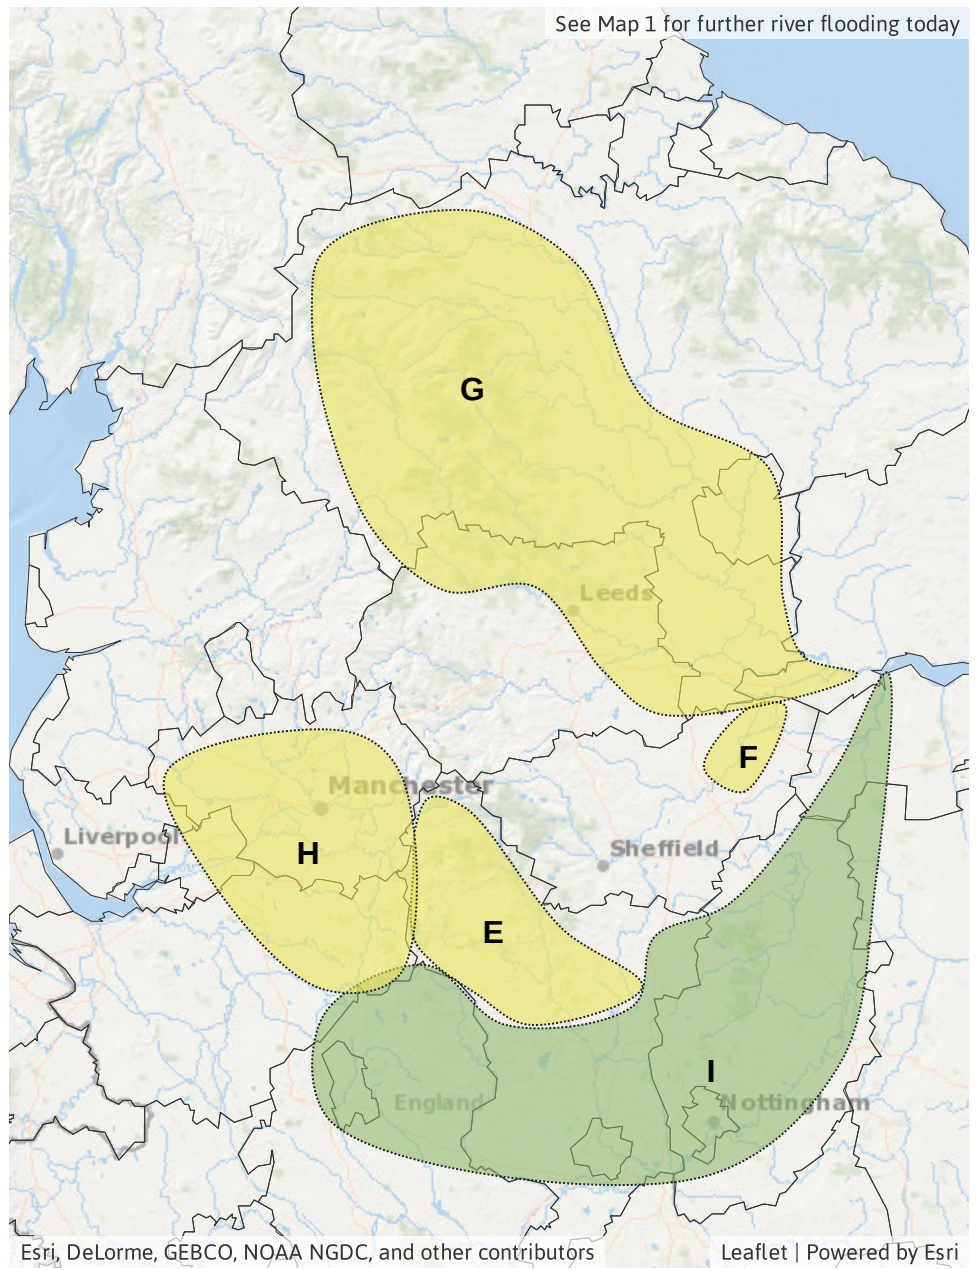 See Map 1 for further river flooding today
G
Leeds
F
Manchester
Liverpool
H
Sheffield
E
I
England
Nottingham
Esri, DeLorme, GEBCO, NOAA NGDC, and other contributors
Leaflet | Powered by Esri